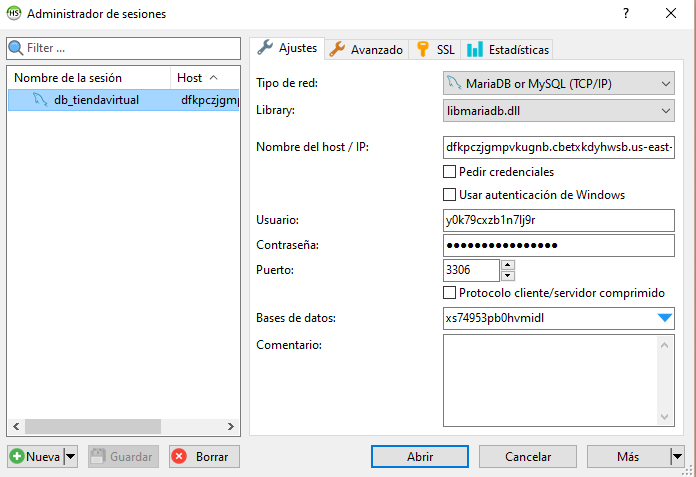 HS Administrador de sesiones
Filter ...
Nombre de la sesión Host
db_tiendavirtual dfkpczjgmp
Ajustes Avanzado SSL Estadísticas
Tipo de red: MariaDB or MySQL (TCP/IP)
Library: libmariadb.dll
Nombre del host / IP: dfkpczjgmpvkugnb.cbetxkdyhwsb.us-east-
Pedir credenciales
Usar autenticación de Windows
Usuario: y0k79cxzb1n7lj9r
Contraseña: ●●●●●●●●●●●●●●●●
Puerto: 3306
Protocolo cliente/servidor comprimido
Bases de datos: xs74953pb0hvmidl
Comentario:
Nueva Guardar Borrar Abrir Cancelar Más